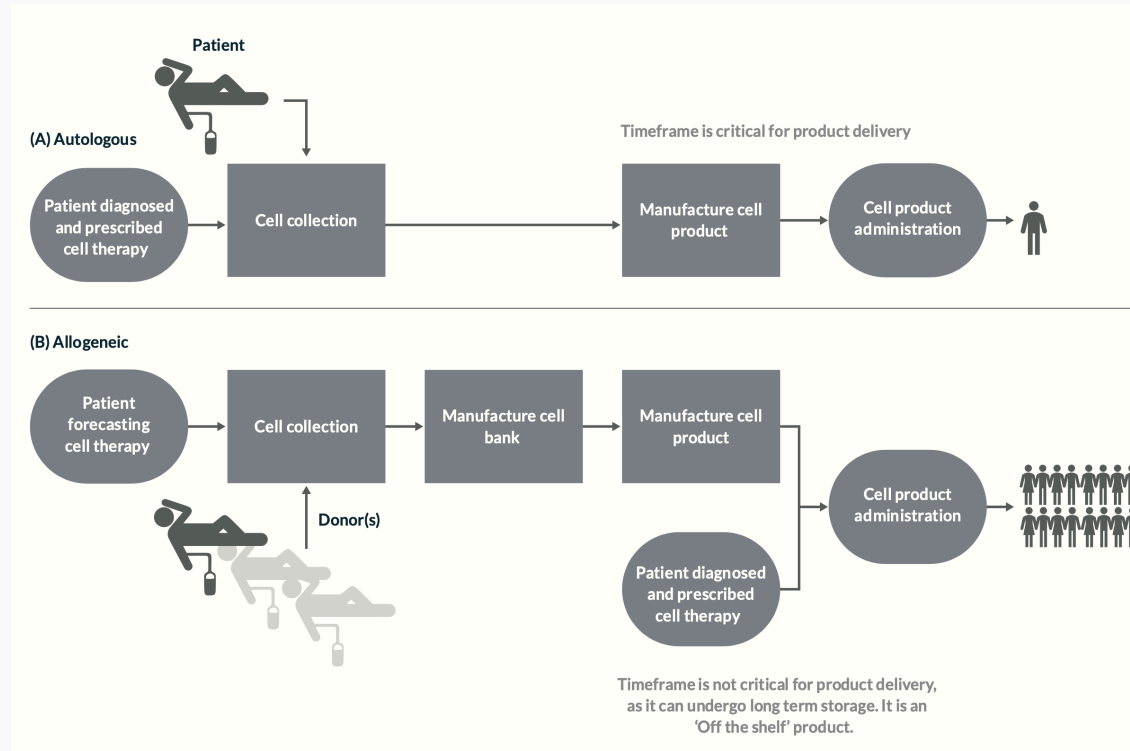 Patient
(A) Autologous
Timeframe is critical for product delivery
Patient diagnosed
and prescribed
cell therapy
Cell collection
Manufacture cell
product
Cell product
administration
(B) Allogeneic
Patient
forecasting
cell therapy
Cell collection
Manufacture cell
bank
Manufacture cell
product
Cell product
administration
Donor(s)
Patient diagnosed
and prescribed
cell therapy
Timeframe is not critical for product delivery,
as it can undergo long term storage. It is an
‘Off the shelf’ product.